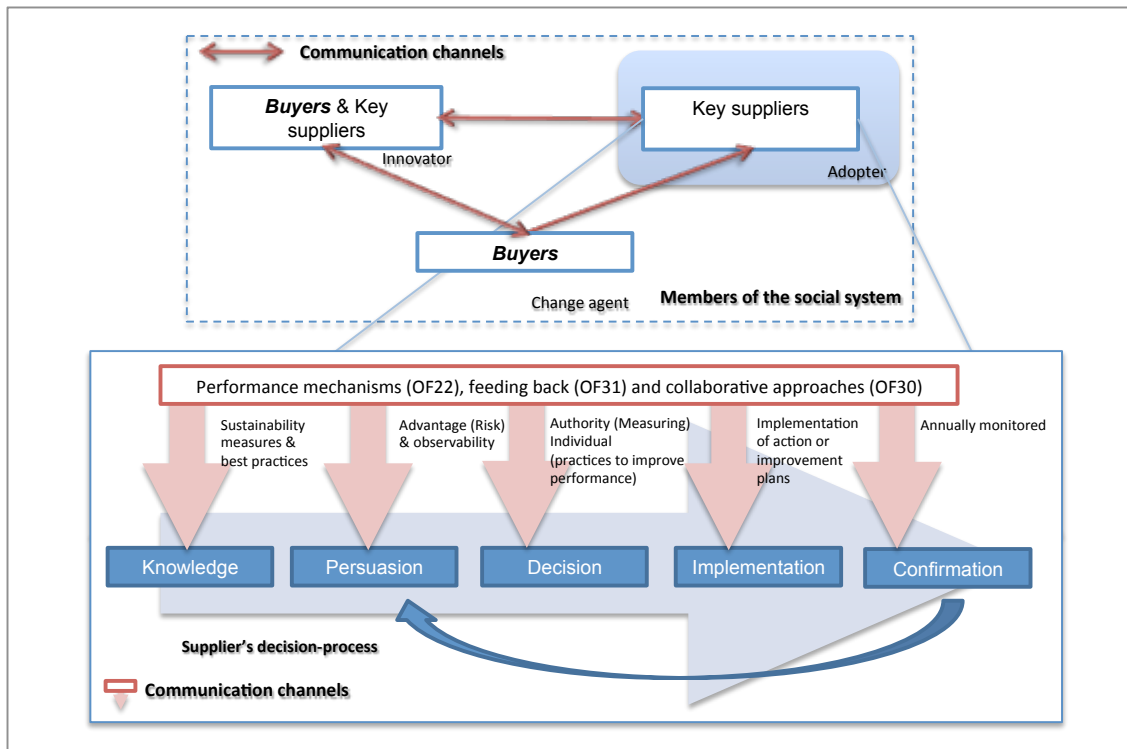 Communication channels
Buyers & Key
suppliers
Innovator
Key suppliers
Adopter
Buyers
Change agent
Members of the social system
Performance mechanisms (OF22), feeding back (OF31) and collaborative approaches (OF30)
Sustainability
measures &
best practices
Advantage (Risk)
& observability
Authority (Measuring)
Individual
(practices to improve
performance)
Implementation
of action or
improvement
plans
Annually monitored
Knowledge
Persuasion
Decision
Implementation
Confirmation
Supplier's decision-process
Communication channels